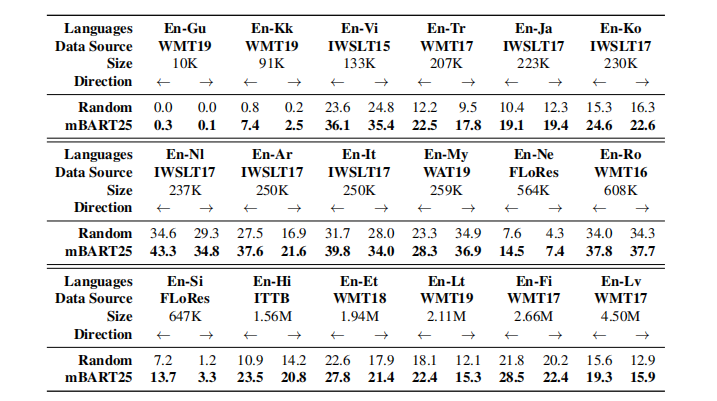 Languages En-Gu En-Kk En-Vi En-Tr En-Ja En-Ko
Data Source WMT19 WMT19 IWSLT15 WMT17 IWSLT17 IWSLT17
Size 10K 91K 133K 207K 223K 230K
Direction ← → ← → ← → ← → ← → ← →
Random 0.0 0.0 0.8 0.2 23.6 24.8 12.2 9.5 10.4 12.3 15.3 16.3
mBART25 0.3 0.1 7.4 2.5 36.1 35.4 22.5 17.8 19.1 19.4 24.6 22.6
Languages En-Nl En-Ar En-It En-My En-Ne En-Ro
Data Source IWSLT17 IWSLT17 IWSLT17 WAT19 FLoRes WMT16
Size 237K 250K 250K 259K 564K 608K
Direction ← → ← → ← → ← → ← → ← →
Random 34.6 29.3 27.5 16.9 31.7 28.0 23.3 34.9 7.6 4.3 34.0 34.3
mBART25 43.3 34.8 37.6 21.6 39.8 34.0 28.3 36.9 14.5 7.4 37.8 37.7
Languages En-Si En-Hi En-Et En-Lt En-Fi En-Lv
Data Source FLoRes ITTB WMT18 WMT19 WMT17 WMT17
Size 647K 1.56M 1.94M 2.11M 2.66M 4.50M
Direction ← → ← → ← → ← → ← → ← →
Random 7.2 1.2 10.9 14.2 22.6 17.9 18.1 12.1 21.8 20.2 15.6 12.9
mBART25 13.7 3.3 23.5 20.8 27.8 21.4 22.4 15.3 28.5 22.4 19.3 15.9